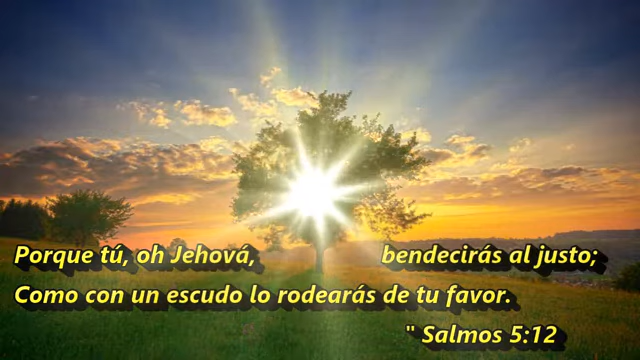 Porque tú, oh Jehová, bendecirás al justo;
Como con un escudo lo rodearás de tu favor.
" Salmos 5:12